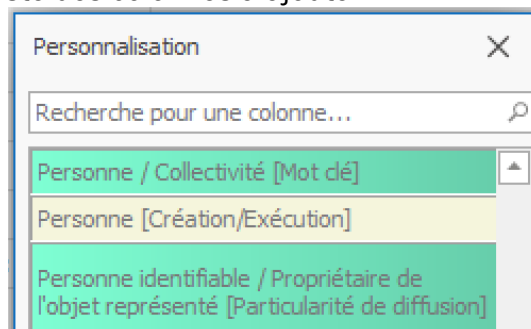 Personnalisation
Recherche pour une colonne...
Personne / Collectivité [Mot clé]
Personne [Création/Exécution]
Personne identifiable / Propriétaire de
l'objet représenté [Particularité de diffusion]